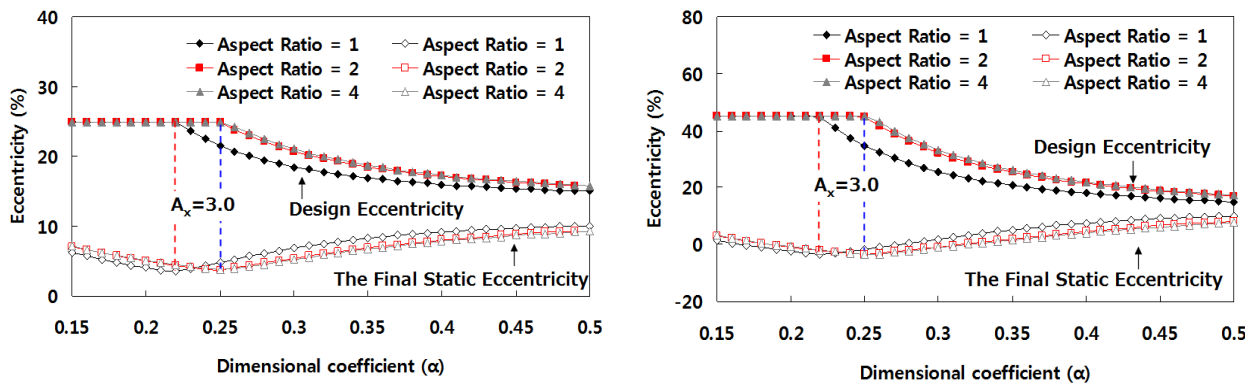 40
30
20
10
0
Eccentricity (%)
Aspect Ratio = 1
Aspect Ratio = 1
Aspect Ratio = 2
Aspect Ratio = 2
Aspect Ratio = 4
Aspect Ratio = 4
Ax=3.0
Design Eccentricity
The Final Static Eccentricity
0.15 0.2 0.25 0.3 0.35 0.4 0.45 0.5
Dimensional coefficient (α)
80
60
40
20
0
-20
Eccentricity (%)
Aspect Ratio = 1
Aspect Ratio = 1
Aspect Ratio = 2
Aspect Ratio = 2
Aspect Ratio = 4
Aspect Ratio = 4
Design Eccentricity
Ax=3.0
The Final Static Eccentricity
0.15 0.2 0.25 0.3 0.35 0.4 0.45 0.5
Dimensional coefficient (α)